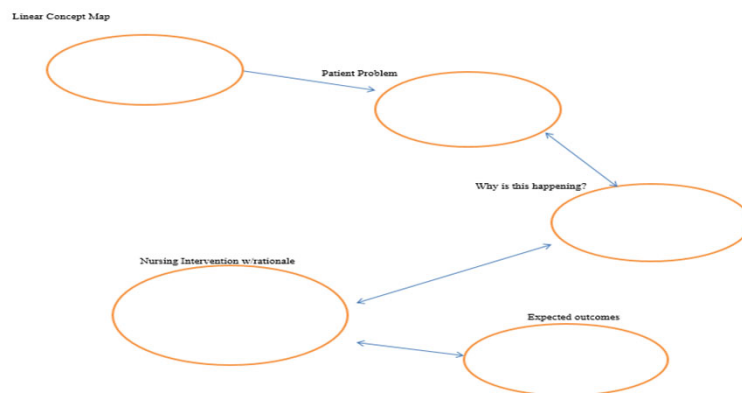 Linear Concept Map
Patient Problem
Why is this happening?
Nursing Intervention w/rationale
Expected outcomes